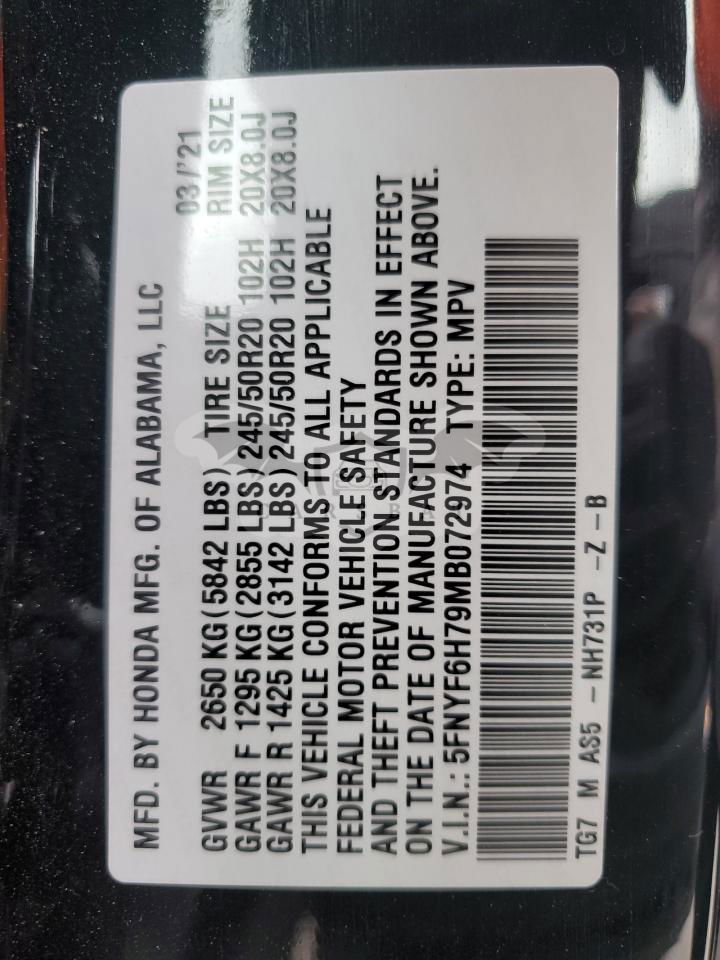 MFD. BY HONDA MFG. OF ALABAMA, LLC 03/'21
GVWR 2650 KG(5842 LBS) TIRE SIZE RIM SIZE
GAWR F 1295 KG(2855 LBS)245/50R20 102H 20X8.0J
GAWR R 1425 KG(3142 LBS)245/50R20 102H 20X8.0J
THIS VEHICLE CONFORMS TO ALL APPLICABLE
FEDERAL MOTOR VEHICLE SAFETY
AND THEFT PREVENTION STANDARDS IN EFFECT
ON THE DATE OF MANUFACTURE SHOWN ABOVE.
V.I.N.: 5FNYF6H79MB072974 TYPE: MPV
TG7 M AS5 -NH731P -Z -B